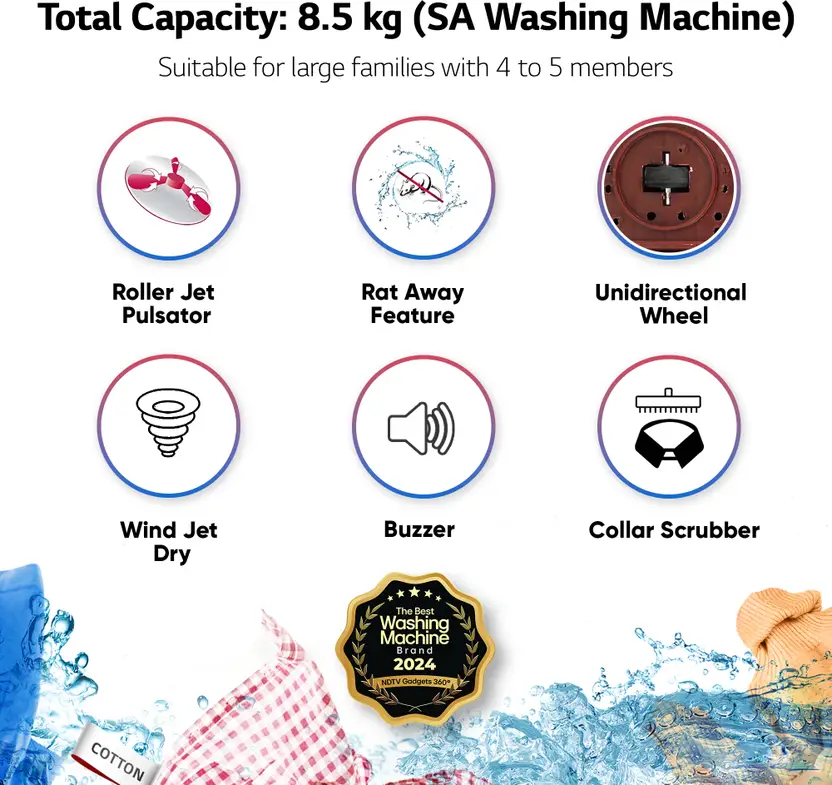 Total Capacity: 8.5 kg (SA Washing Machine)
Suitable for large families with 4 to 5 members
Roller Jet
Pulsator
Rat Away
Feature
Unidirectional
Wheel
Wind Jet
Dry
Buzzer
Collar Scrubber
The Best
Washing
Machine
Brand
2024
NDTV Gadgets 360°
COTTON